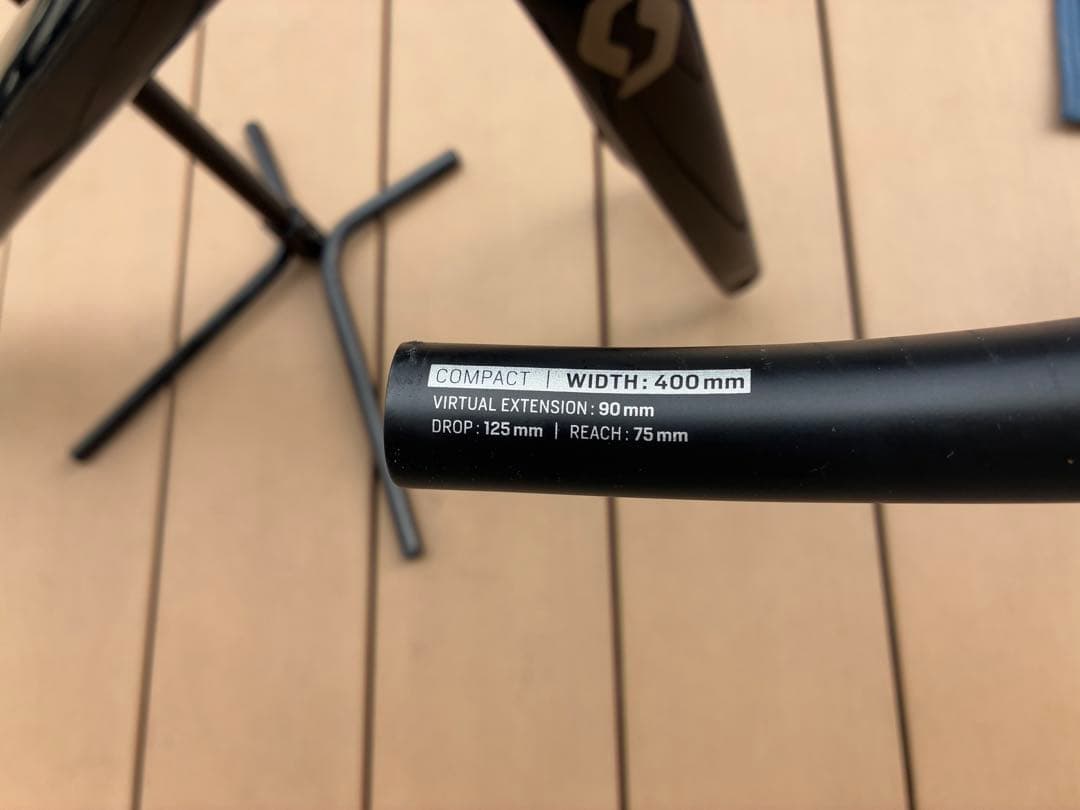 COMPACT | WIDTH: 400mm
VIRTUAL EXTENSION: 90mm
DROP: 125mm | REACH: 75mm